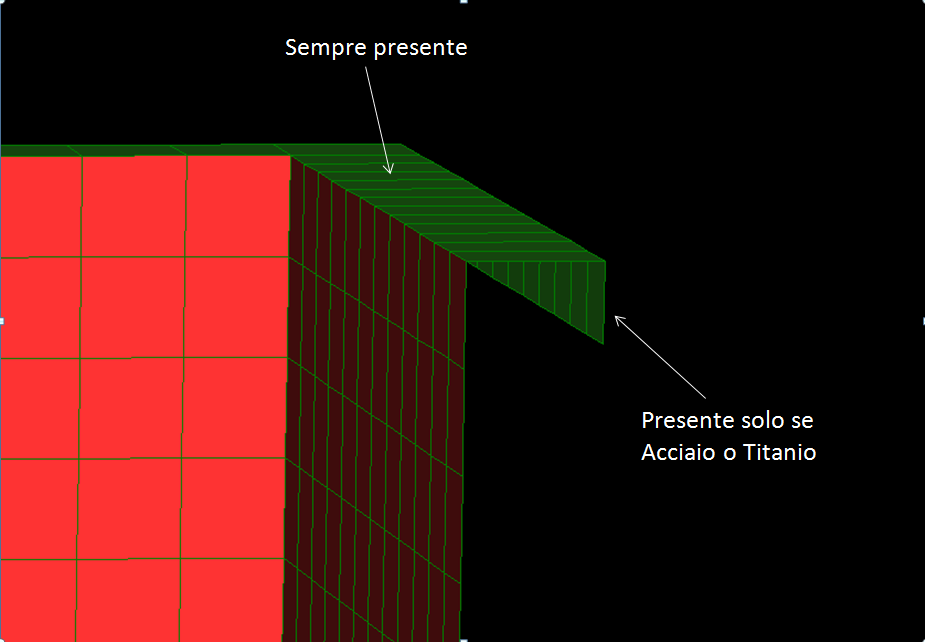 Sempre presente
Presente solo se
Acciaio o Titanio